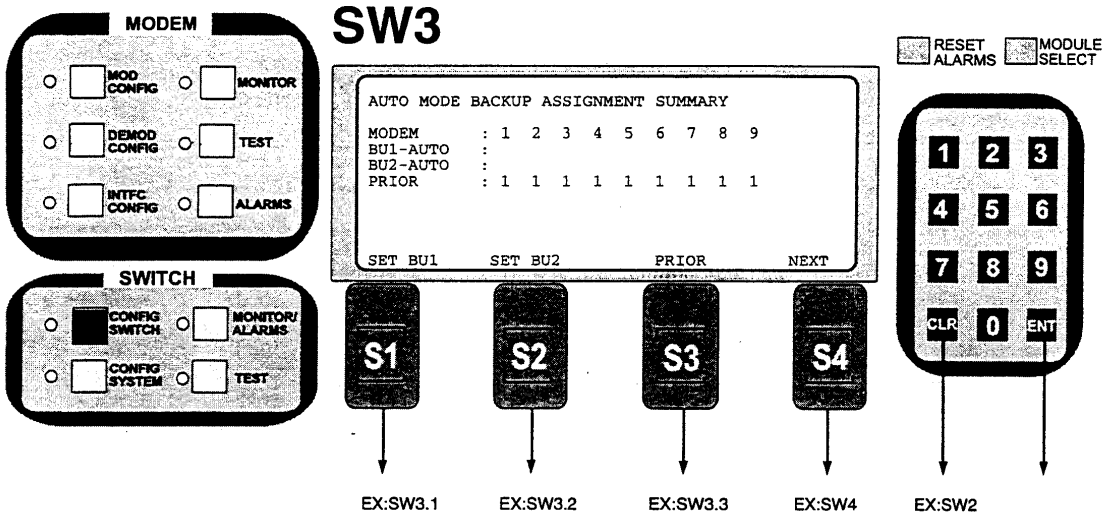 SW3
MODEM
MOD CONFIG
MONITOR
DEMOD CONFIG
TEST
INTFC CONFIG
ALARMS
SWITCH
CONFIG SWITCH
MONITOR/ALARMS
CONFIG SYSTEM
TEST
AUTO MODE BACKUP ASSIGNMENT SUMMARY
MODEM : 1 2 3 4 5 6 7 8 9
BU1-AUTO :
BU2-AUTO :
PRIOR : 1 1 1 1 1 1 1 1 1
SET BU1 SET BU2 PRIOR NEXT
S1 S2 S3 S4
RESET ALARMS
MODULE SELECT
1 2 3
4 5 6
7 8 9
CLR 0 ENT
EX:SW3.1 EX:SW3.2 EX:SW3.3 EX:SW4 EX:SW2